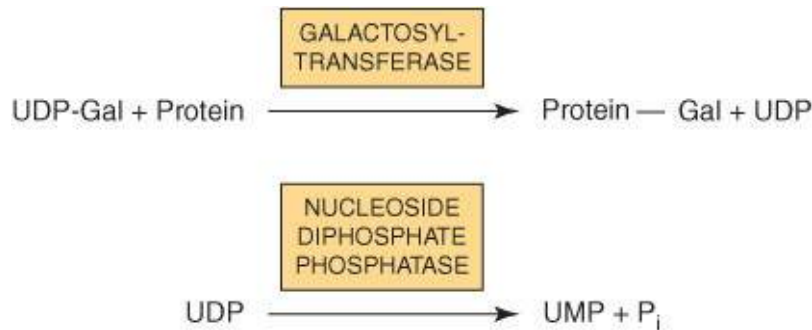 GALACTOSYL-
TRANSFERASE
UDP-Gal + Protein
Protein — Gal + UDP
NUCLEOSIDE
DIPHOSPHATE
PHOSPHATASE
UDP
UMP + Pi